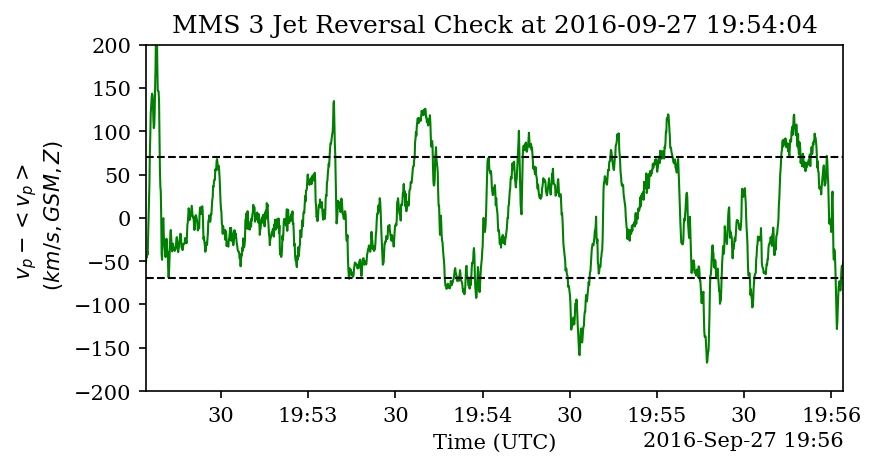 MMS 3 Jet Reversal Check at 2016-09-27 19:54:04
v_p - < v_p >
(km/s, GSM, Z)
200
150
100
50
0
−50
−100
−150
−200
30 19:53 30 19:54 30 19:55 30 19:56
Time (UTC)
2016-Sep-27 19:56